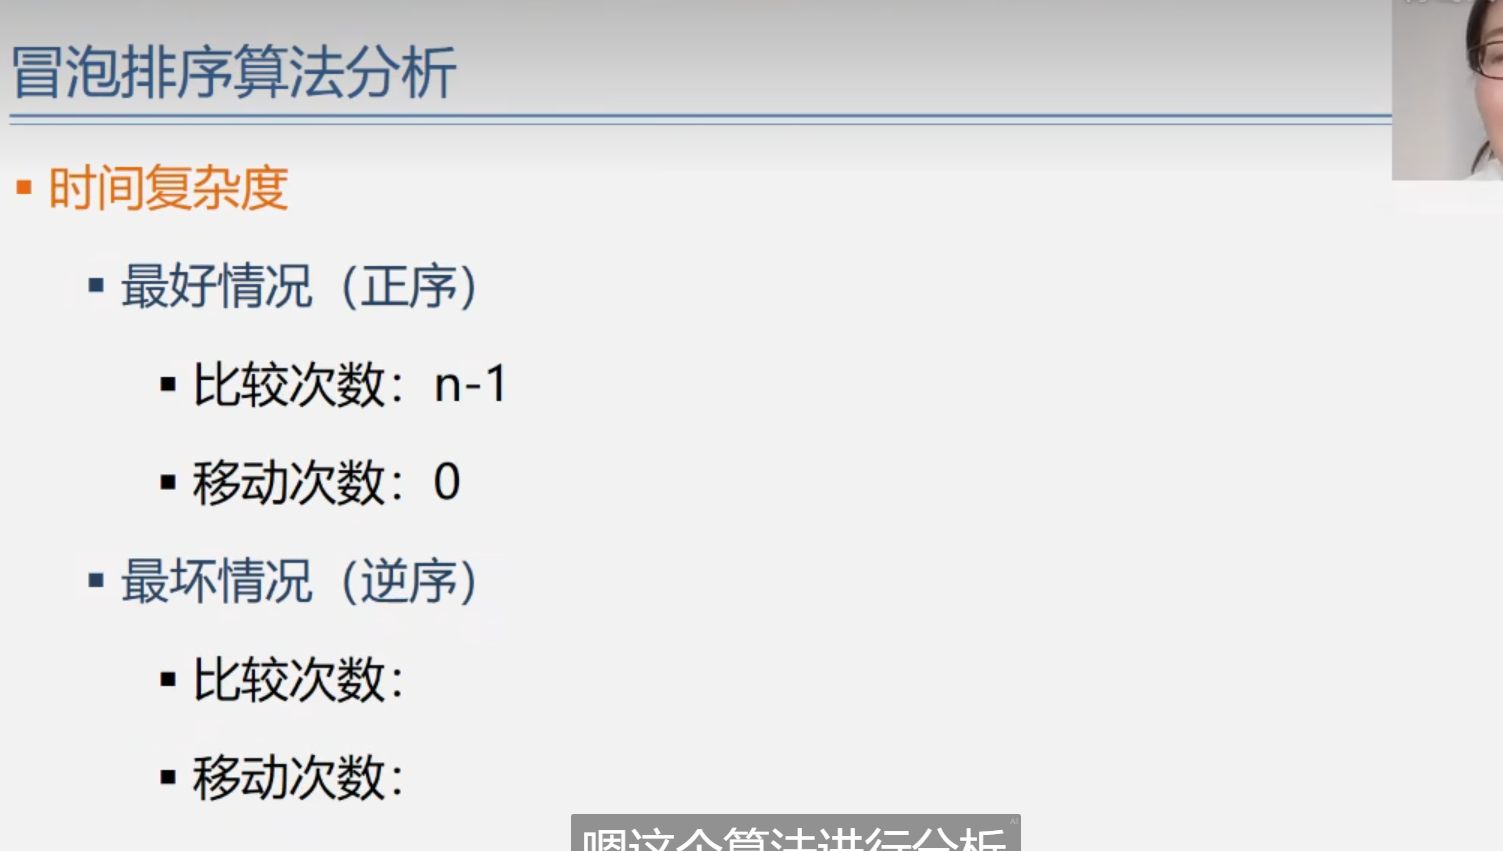 冒泡排序算法分析
时间复杂度
最好情况（正序）
比较次数：n-1
移动次数：0
最坏情况（逆序）
比较次数：
移动次数：
嗯这个算法进行分析
AI